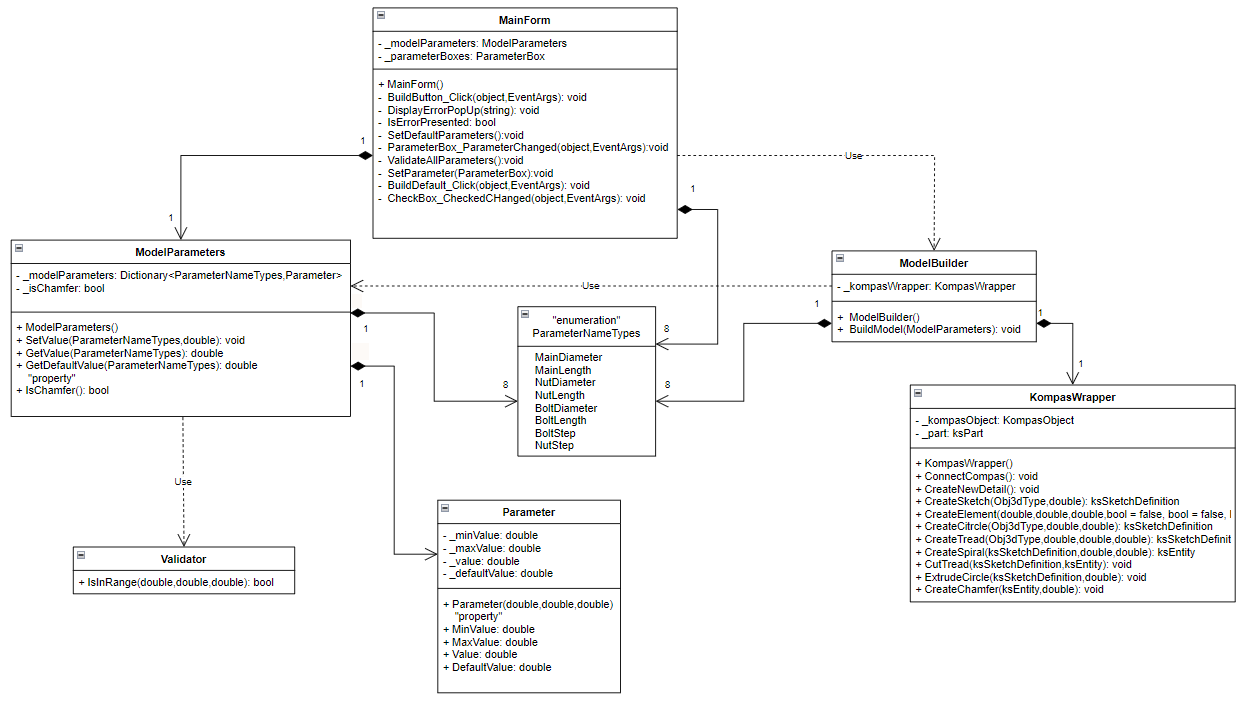 MainForm
- _modelParameters: ModelParameters
- _parameterBoxes: ParameterBox
+ MainForm()
- BuildButton_Click(object,EventArgs): void
- DisplayErrorPopUp(string): void
- IsErrorPresented: bool
- SetDefaultParameters():void
- ParameterBox_ParameterChanged(object,EventArgs):void
- ValidateAllParameters():void
- SetParameter(ParameterBox):void
- BuildDefault_Click(object,EventArgs): void
- CheckBox_CheckedCHanged(object,EventArgs): void
1
1
Use
1
ModelParameters
- _modelParameters: Dictionary<ParameterNameTypes,Parameter>
- _isChamfer: bool
+ ModelParameters()
+ SetValue(ParameterNameTypes,double): void
+ GetValue(ParameterNameTypes): double
+ GetDefaultValue(ParameterNameTypes): double
"property"
+ IsChamfer(): bool
1
1
Use
Use
"enumeration"
ParameterNameTypes
MainDiameter
MainLength
NutDiameter
NutLength
BoltDiameter
BoltLength
BoltStep
NutStep
8
8
8
ModelBuilder
- _kompasWrapper: KompasWrapper
+ ModelBuilder()
+ BuildModel(ModelParameters): void
1
1
1
KompasWrapper
- _kompasObject: KompasObject
- _part: ksPart
+ KompasWrapper()
+ ConnectCompas(): void
+ CreateNewDetail(): void
+ CreateSketch(Obj3dType,double): ksSketchDefinition
+ CreateElement(double,double,double,bool = false, bool = false,
+ CreateCitrcle(Obj3dType,double,double): ksSketchDefinition
+ CreateTread(Obj3dType,double,double,double): ksSketchDefinit
+ CreateSpiral(ksSketchDefinition,double,double): ksEntity
+ CutTread(ksSketchDefinition,ksEntity): void
+ ExtrudeCircle(ksSketchDefinition,double): void
+ CreateChamfer(ksEntity,double): void
Validator
+ IsInRange(double,double,double): bool
Parameter
- _minValue: double
- _maxValue: double
- _value: double
- _defaultValue: double
+ Parameter(double,double,double)
"property"
+ MinValue: double
+ MaxValue: double
+ Value: double
+ DefaultValue: double